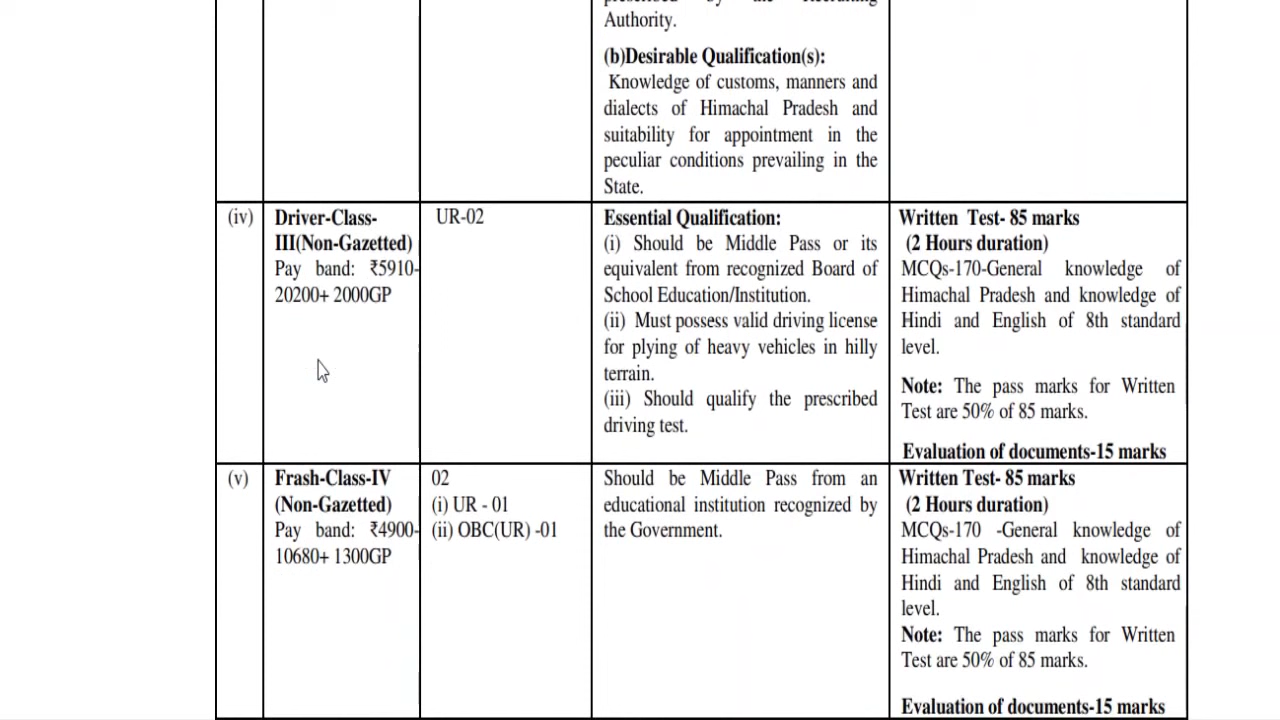 prescribed by the Recruiting
Authority.
(b)Desirable Qualification(s):
Knowledge of customs, manners and
dialects of Himachal Pradesh and
suitability for appointment in the
peculiar conditions prevailing in the
State.
(iv)
Driver-Class-
III(Non-Gazetted)
Pay band: ₹5910-
20200+ 2000GP
UR-02
Essential Qualification:
(i) Should be Middle Pass or its
equivalent from recognized Board of
School Education/Institution.
(ii) Must possess valid driving license
for plying of heavy vehicles in hilly
terrain.
(iii) Should qualify the prescribed
driving test.
Written Test- 85 marks
(2 Hours duration)
MCQs-170-General knowledge of
Himachal Pradesh and knowledge of
Hindi and English of 8th standard
level.
Note: The pass marks for Written
Test are 50% of 85 marks.
Evaluation of documents-15 marks
(v)
Frash-Class-IV
(Non-Gazetted)
Pay band: ₹4900-
10680+ 1300GP
02
(i) UR - 01
(ii) OBC(UR) -01
Should be Middle Pass from an
educational institution recognized by
the Government.
Written Test- 85 marks
(2 Hours duration)
MCQs-170 -General knowledge of
Himachal Pradesh and knowledge of
Hindi and English of 8th standard
level.
Note: The pass marks for Written
Test are 50% of 85 marks.
Evaluation of documents-15 marks